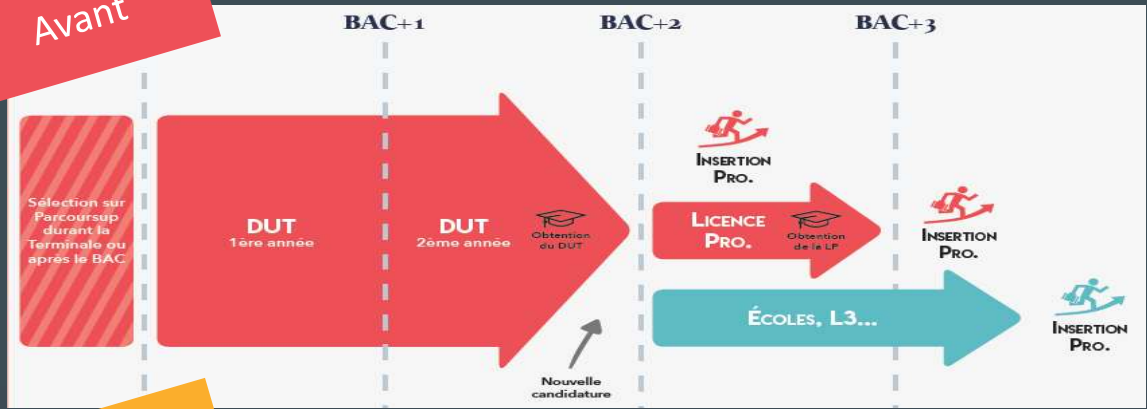 Avant
BAC+1
BAC+2
BAC+3
Sélection sur
Parcoursup
durant la
Terminale ou
après le BAC
DUT
1ère année
DUT
2ème année
Obtention
du DUT
Nouvelle
candidature
INSERTION
PRO.
LICENCE
PRO.
Obtention
de la LP
INSERTION
PRO.
ÉCOLES, L3...
INSERTION
PRO.